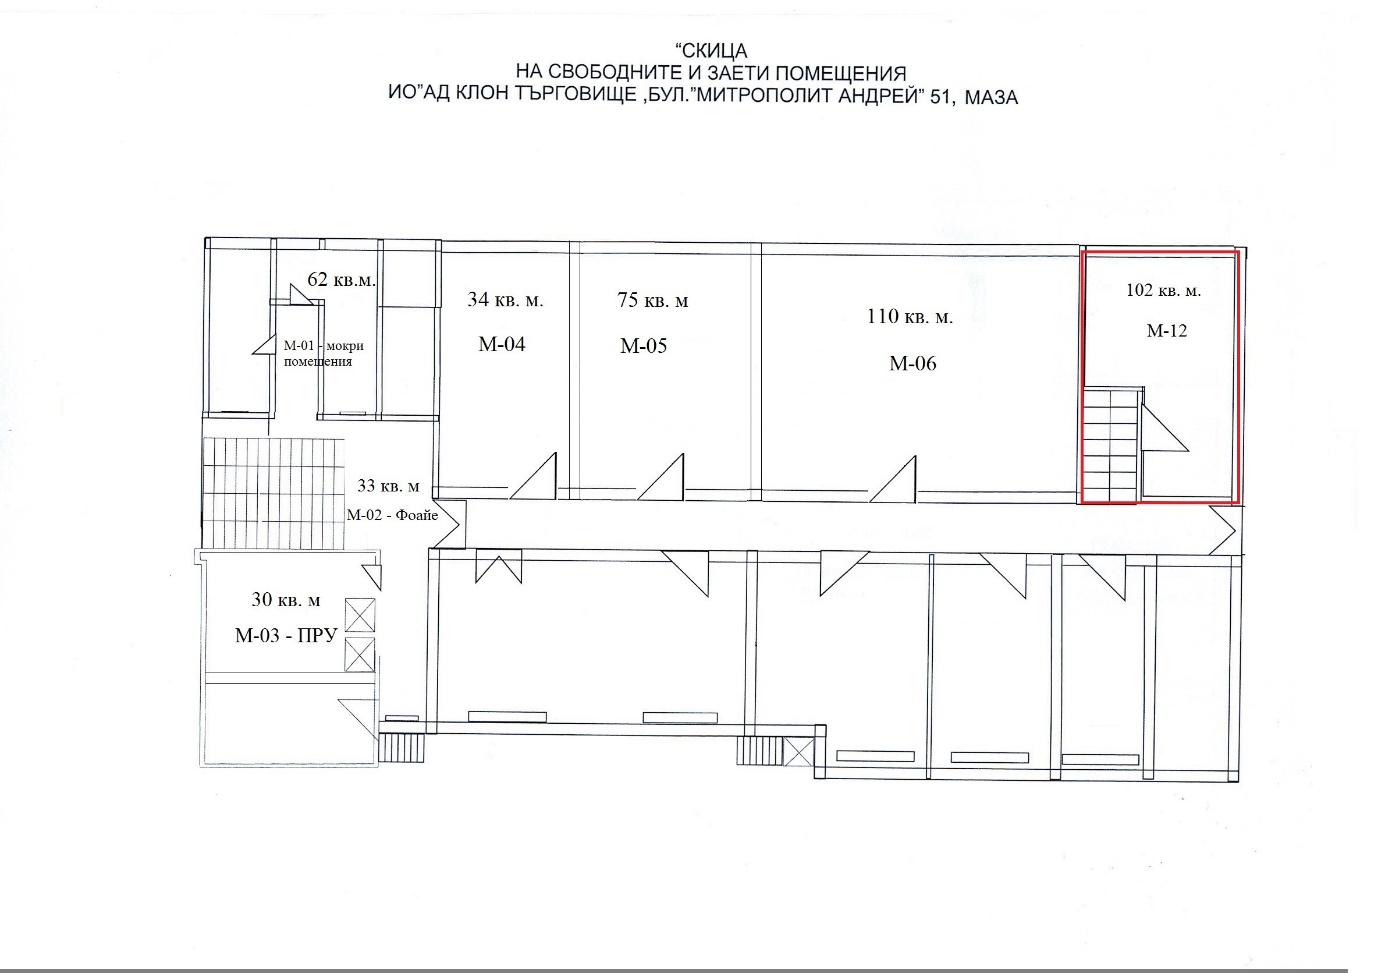 “СКИЦА
НА СВОБОДНИТЕ И ЗАЕТИ ПОМЕЩЕНИЯ
ИО”АД КЛОН ТЪРГОВИЩЕ ,БУЛ.”МИТРОПОЛИТ АНДРЕЙ” 51, МАЗА
62 кв.м.
М-01 - мокри
помещения
34 кв. м.
М-04
75 кв. м
М-05
110 кв. м.
М-06
102 кв. м.
М-12
33 кв. м
М-02 - Фоайе
30 кв. м
М-03 - ПРУ